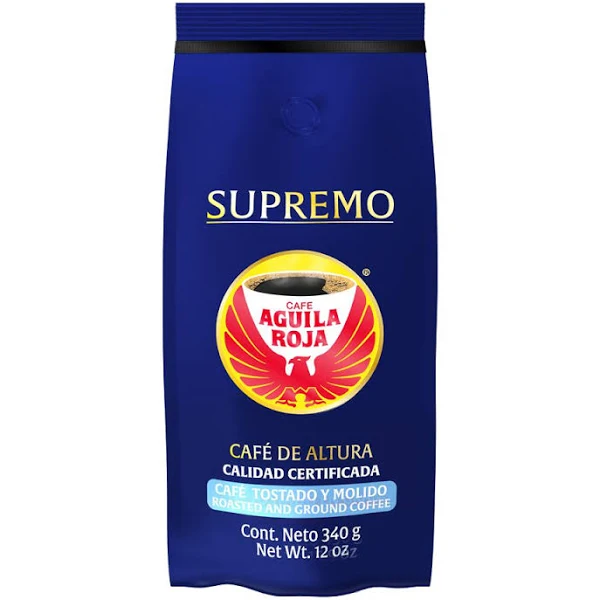 SUPREMO
®
CAFE
AGUILA
ROJA
CAFÉ DE ALTURA
CALIDAD CERTIFICADA
CAFÉ TOSTADO Y MOLIDO
ROASTED AND GROUND COFFEE
Cont. Neto 340 g
Net Wt. 12 oz